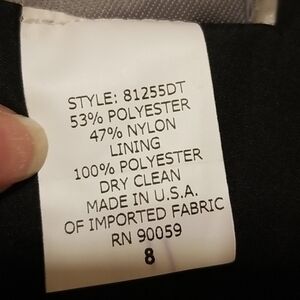 STYLE: 81255DT
53% POLYESTER
47% NYLON
LINING
100% POLYESTER
DRY CLEAN
MADE IN U.S.A.
OF IMPORTED FABRIC
RN 90059
8